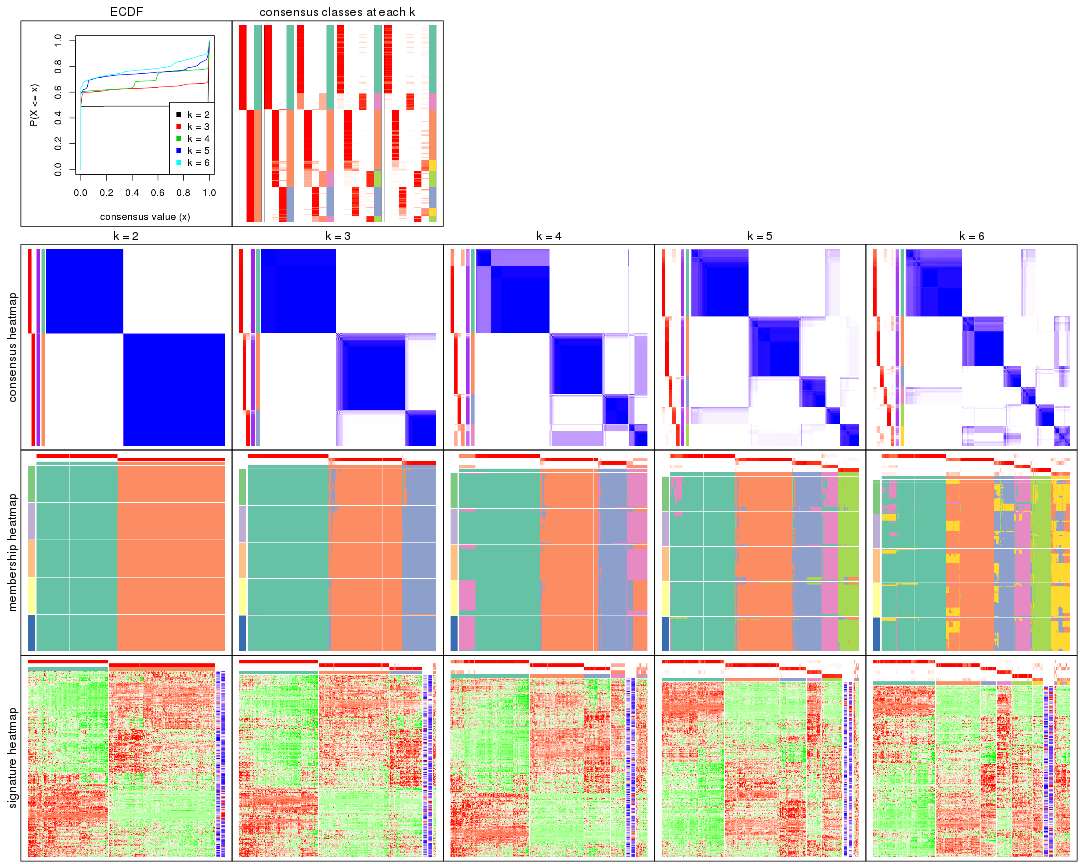 ECDF
consensus classes at each k
P(X <= x)
0.0 0.2 0.4 0.6 0.8 1.0
k = 2
k = 3
k = 4
k = 5
k = 6
0.0 0.2 0.4 0.6 0.8 1.0
consensus value (x)
k = 2
k = 3
k = 4
k = 5
k = 6
consensus heatmap
membership heatmap
signature heatmap